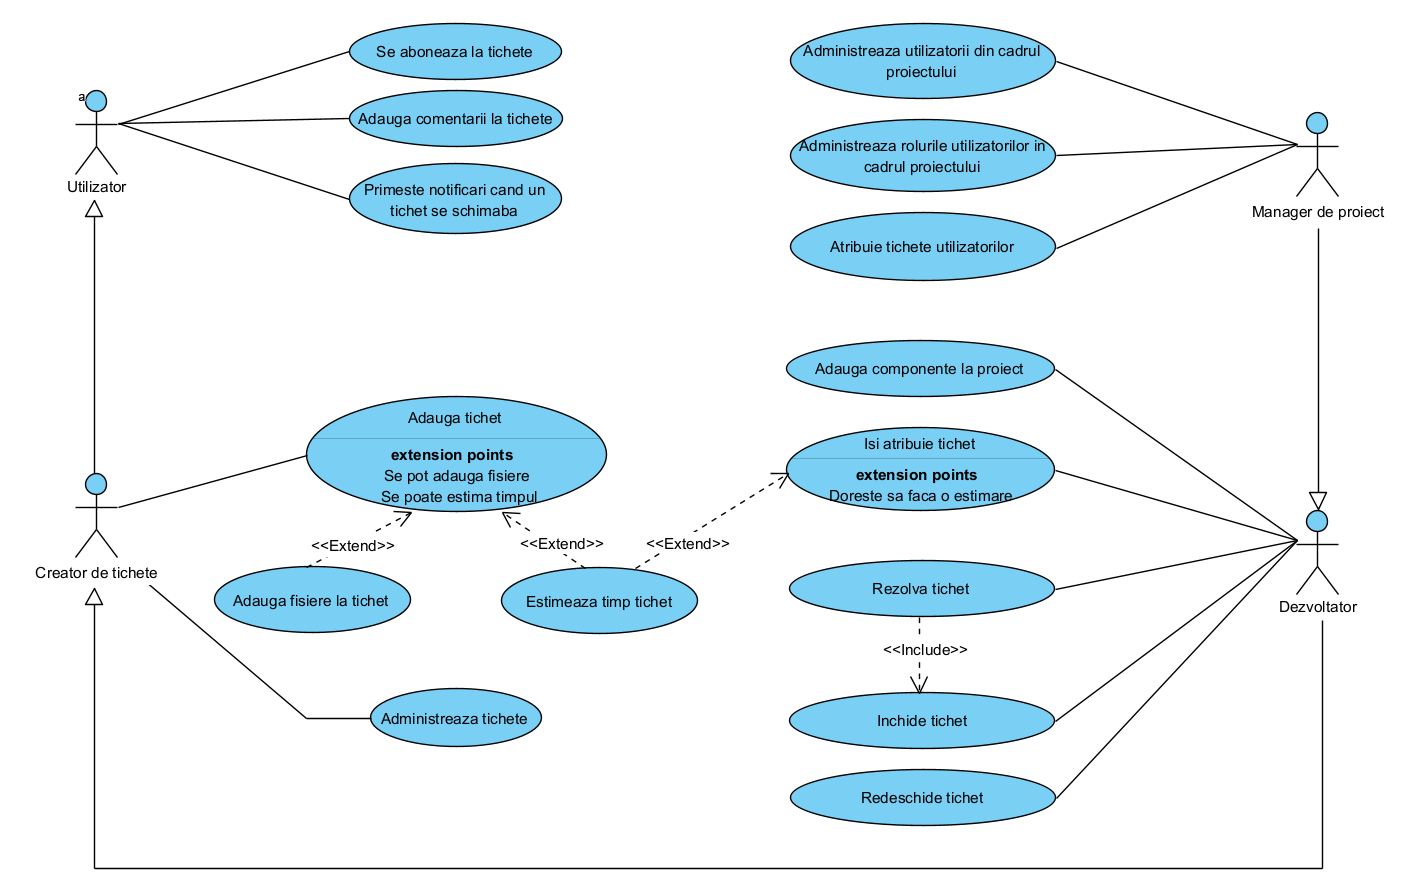 Se aboneaza la tichete
a
Adauga comentarii la tichete
Utilizator
Primeste notificari cand un
tichet se schimaba
Administreaza utilizatorii din cadrul
proiectului
Administreaza rolurile utilizatorilor in
cadrul proiectului
Manager de proiect
Atribuie tichete utilizatorilor
Adauga componente la proiect
Adauga tichet
extension points
Se pot adauga fisiere
Se poate estima timpul
Isi atribuie tichet
extension points
Doreste sa faca o estimare
<<Extend>>
<<Extend>>
<<Extend>>
Creator de tichete
Adauga fisiere la tichet
Estimeaza timp tichet
Rezolva tichet
Dezvoltator
<<Include>>
Administreaza tichete
Inchide tichet
Redeschide tichet